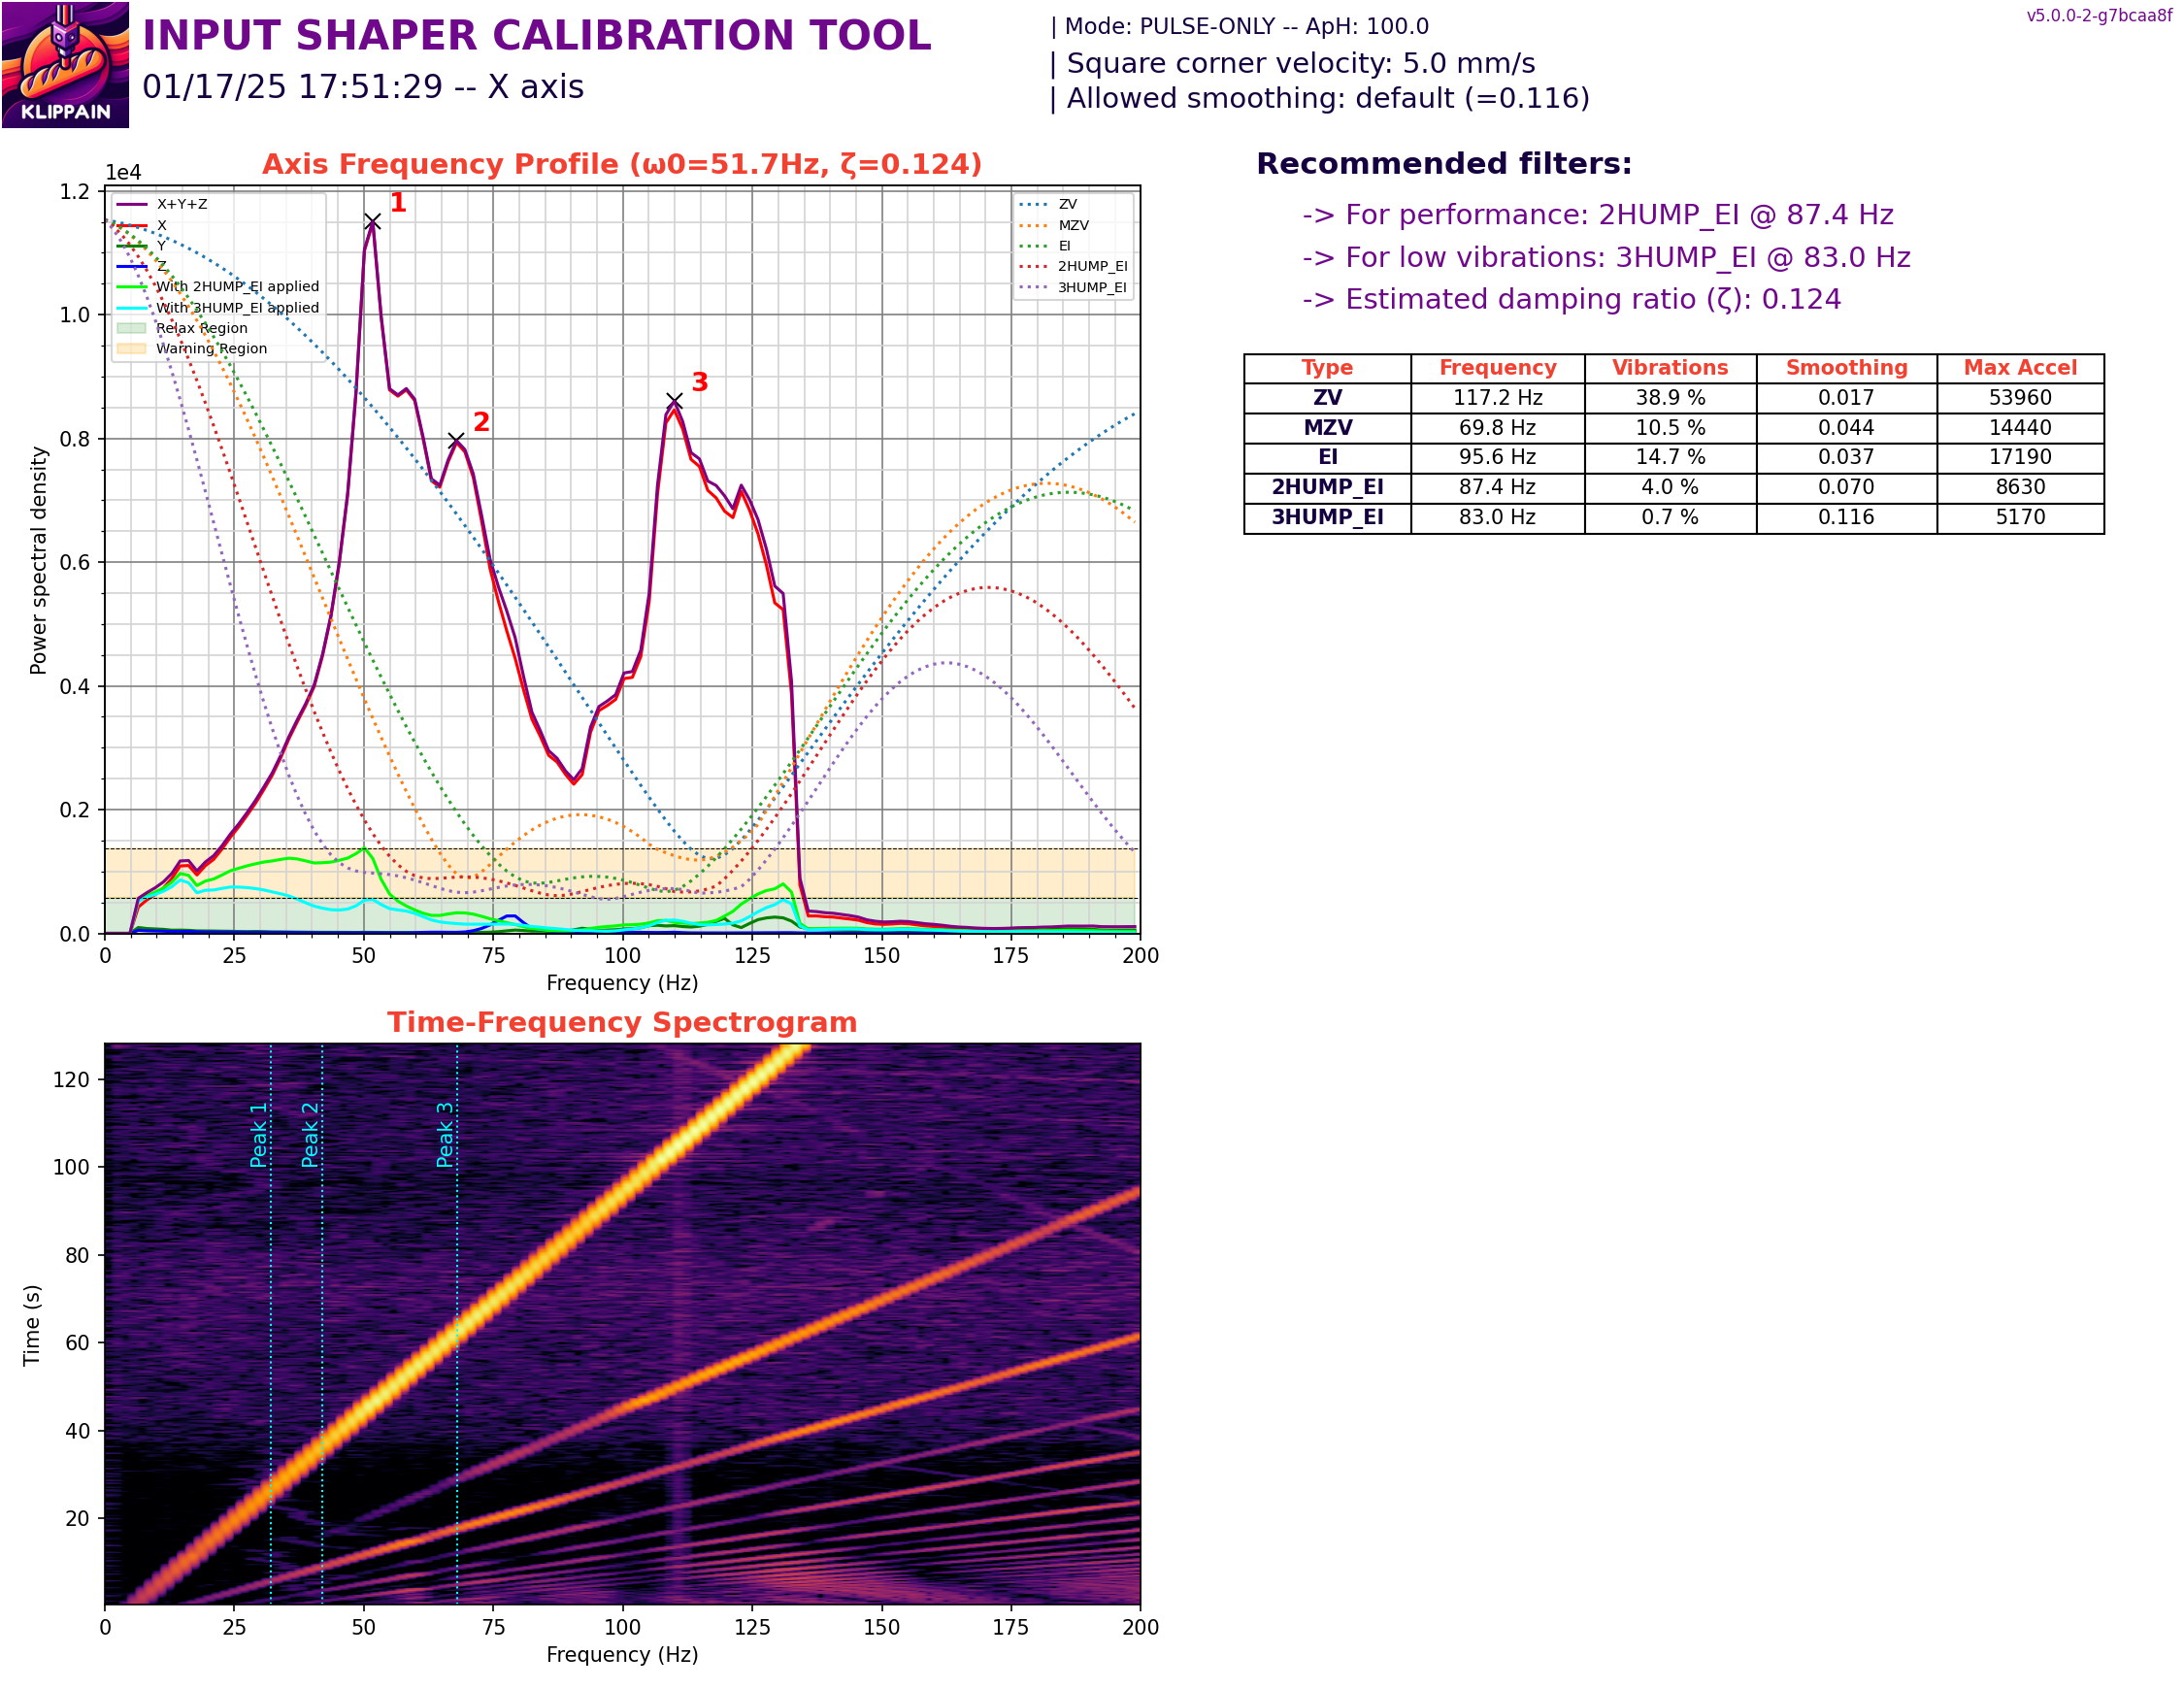 KLIPPAIN
INPUT SHAPER CALIBRATION TOOL
01/17/25 17:51:29 -- X axis
| Mode: PULSE-ONLY -- ApH: 100.0
| Square corner velocity: 5.0 mm/s
| Allowed smoothing: default (=0.116)
v5.0.0-2-g7bcaa8f
Axis Frequency Profile (ω0=51.7Hz, ζ=0.124)
1e4
1.2
1.0
0.8
0.6
0.4
0.2
0.0
Power spectral density
X+Y+Z
X
Y
Z
With 2HUMP_EI applied
With 3HUMP_EI applied
Relax Region
Warning Region
1
2
3
ZV
MZV
EI
2HUMP_EI
3HUMP_EI
0 25 50 75 100 125 150 175 200
Frequency (Hz)
Recommended filters:
-> For performance: 2HUMP_EI @ 87.4 Hz
-> For low vibrations: 3HUMP_EI @ 83.0 Hz
-> Estimated damping ratio (ζ): 0.124
Type Frequency Vibrations Smoothing Max Accel
ZV 117.2 Hz 38.9 % 0.017 53960
MZV 69.8 Hz 10.5 % 0.044 14440
EI 95.6 Hz 14.7 % 0.037 17190
2HUMP_EI 87.4 Hz 4.0 % 0.070 8630
3HUMP_EI 83.0 Hz 0.7 % 0.116 5170
Time-Frequency Spectrogram
120
100
80
60
40
20
Time (s)
Peak 1
Peak 2
Peak 3
0 25 50 75 100 125 150 175 200
Frequency (Hz)